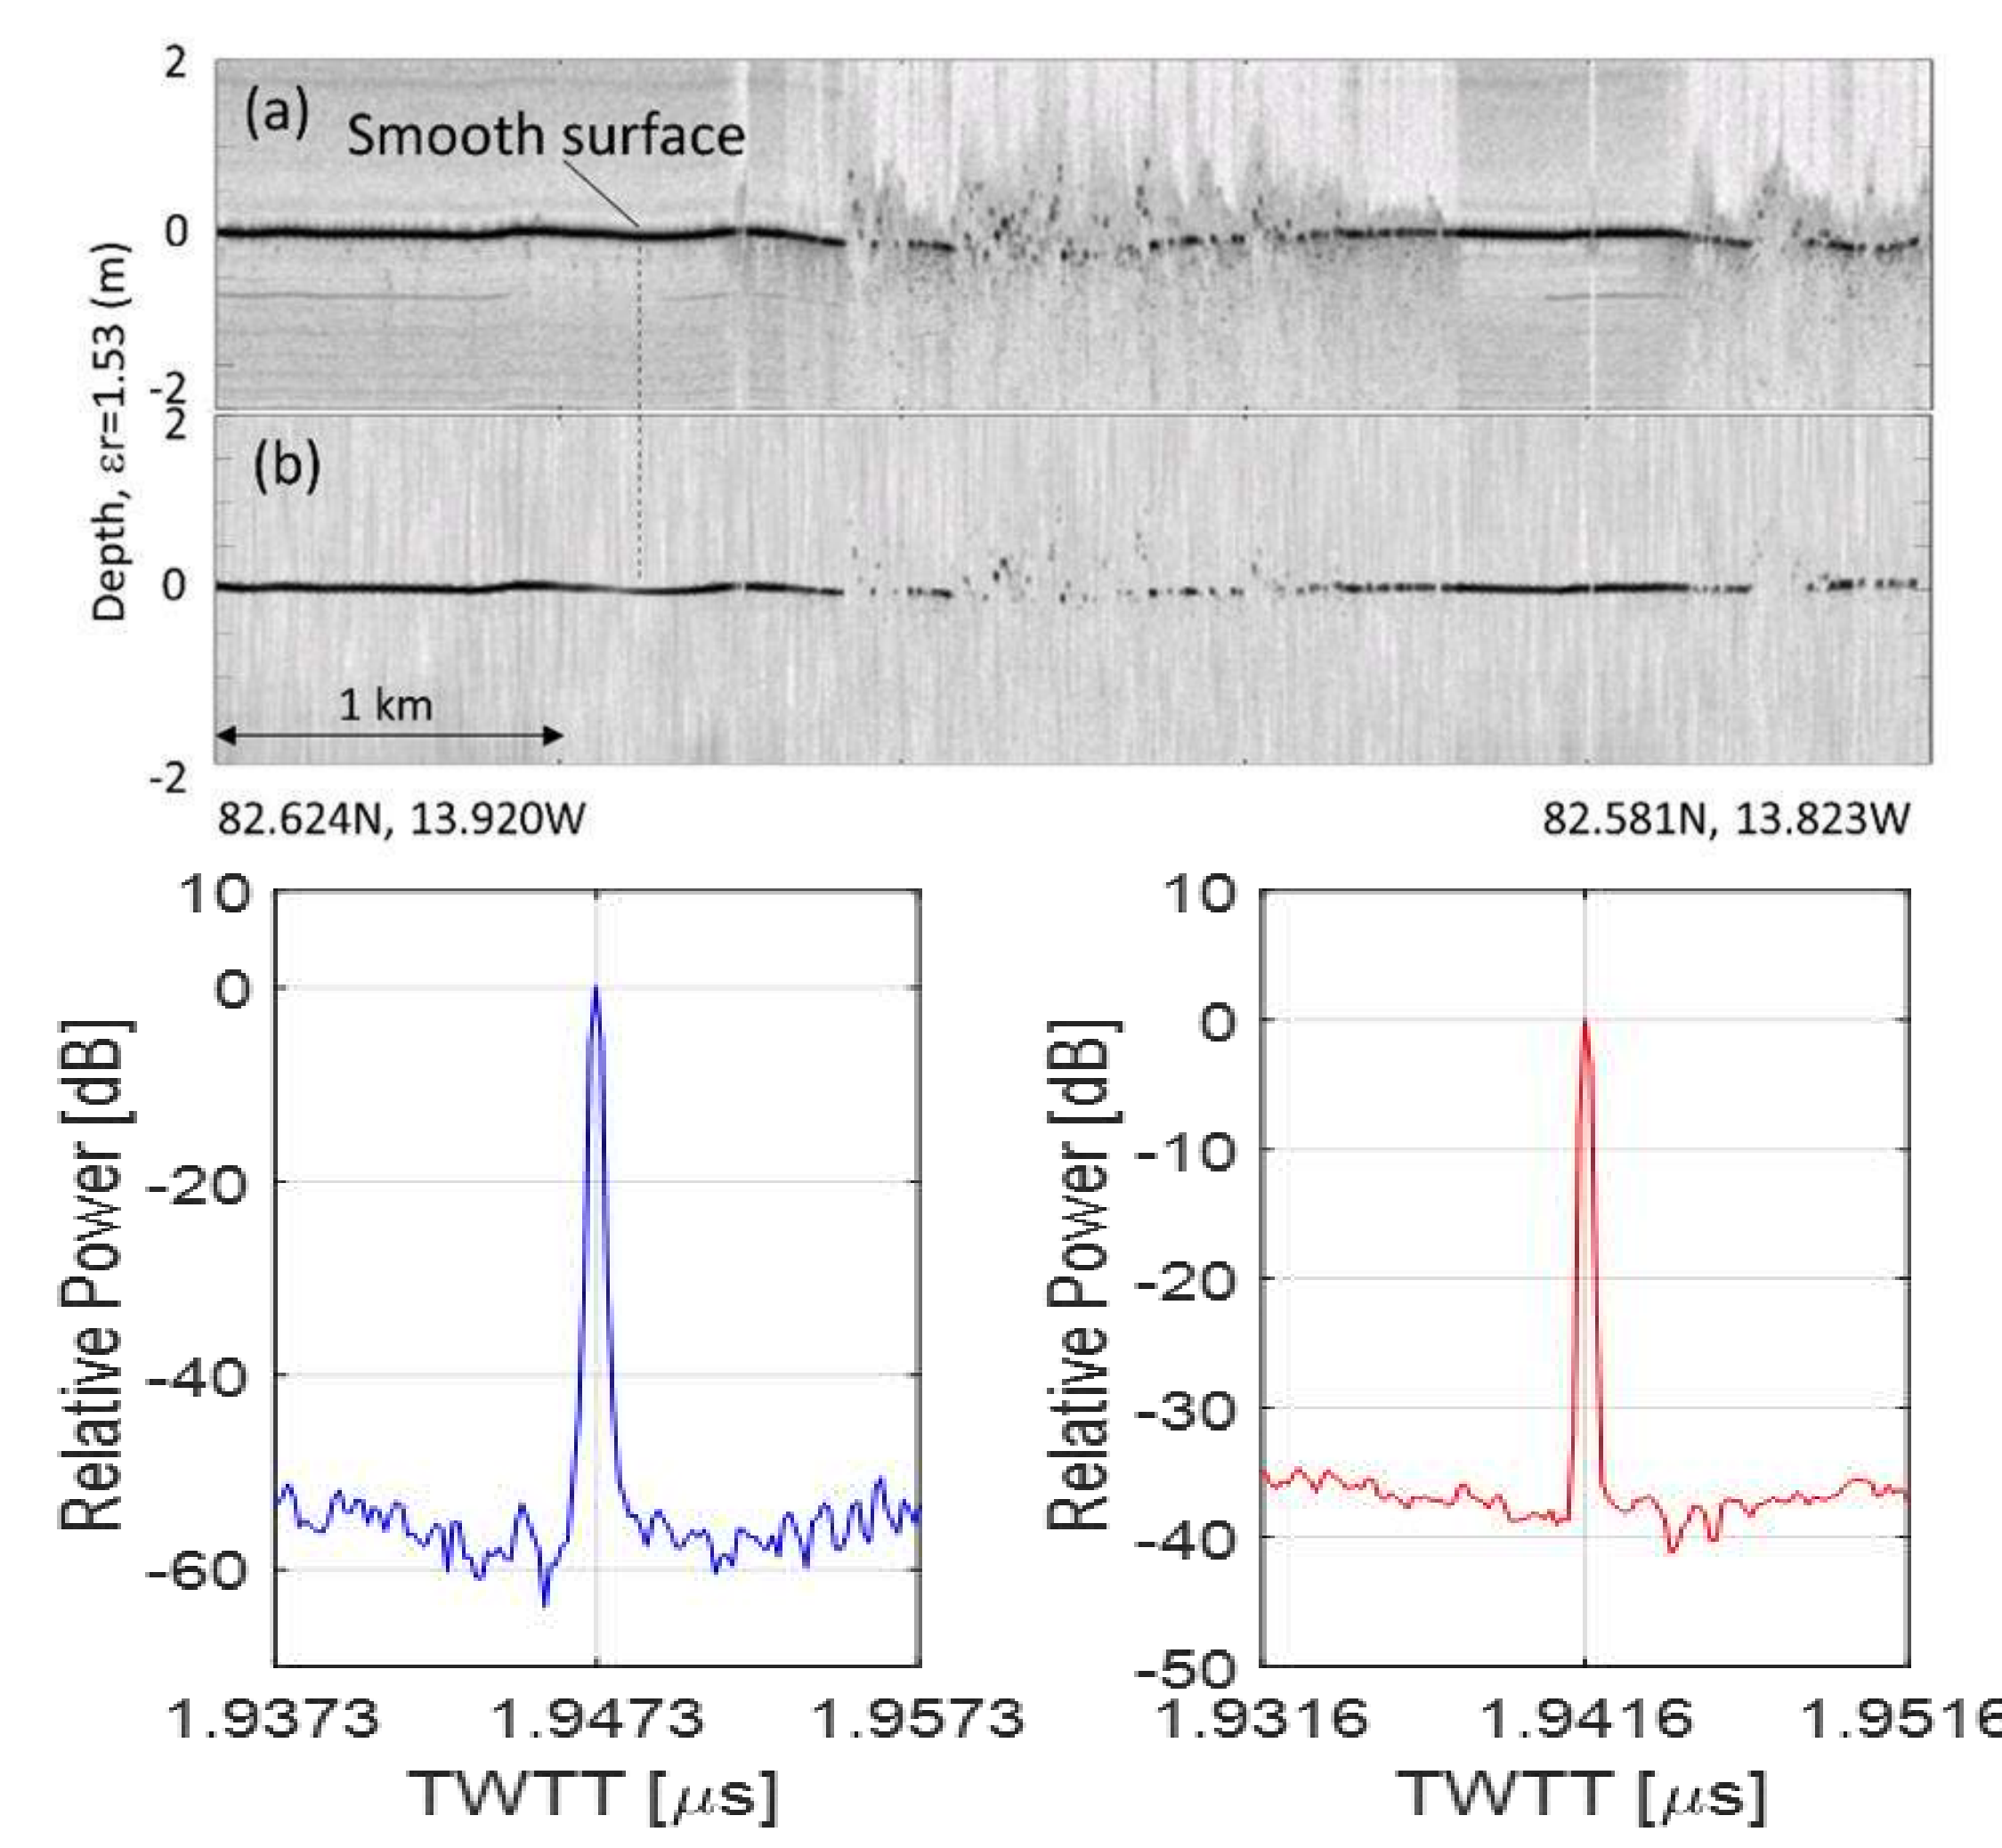 2
(a)
Smooth surface
0
-2
Depth, εr=1.53 (m)
2
(b)
0
1 km
-2
82.624N, 13.920W
82.581N, 13.823W
10
0
-20
-40
-60
Relative Power [dB]
1.9373
1.9473
1.9573
TWTT [μs]
10
0
-10
-20
-30
-40
-50
Relative Power [dB]
1.9316
1.9416
1.9516
TWTT [μs]